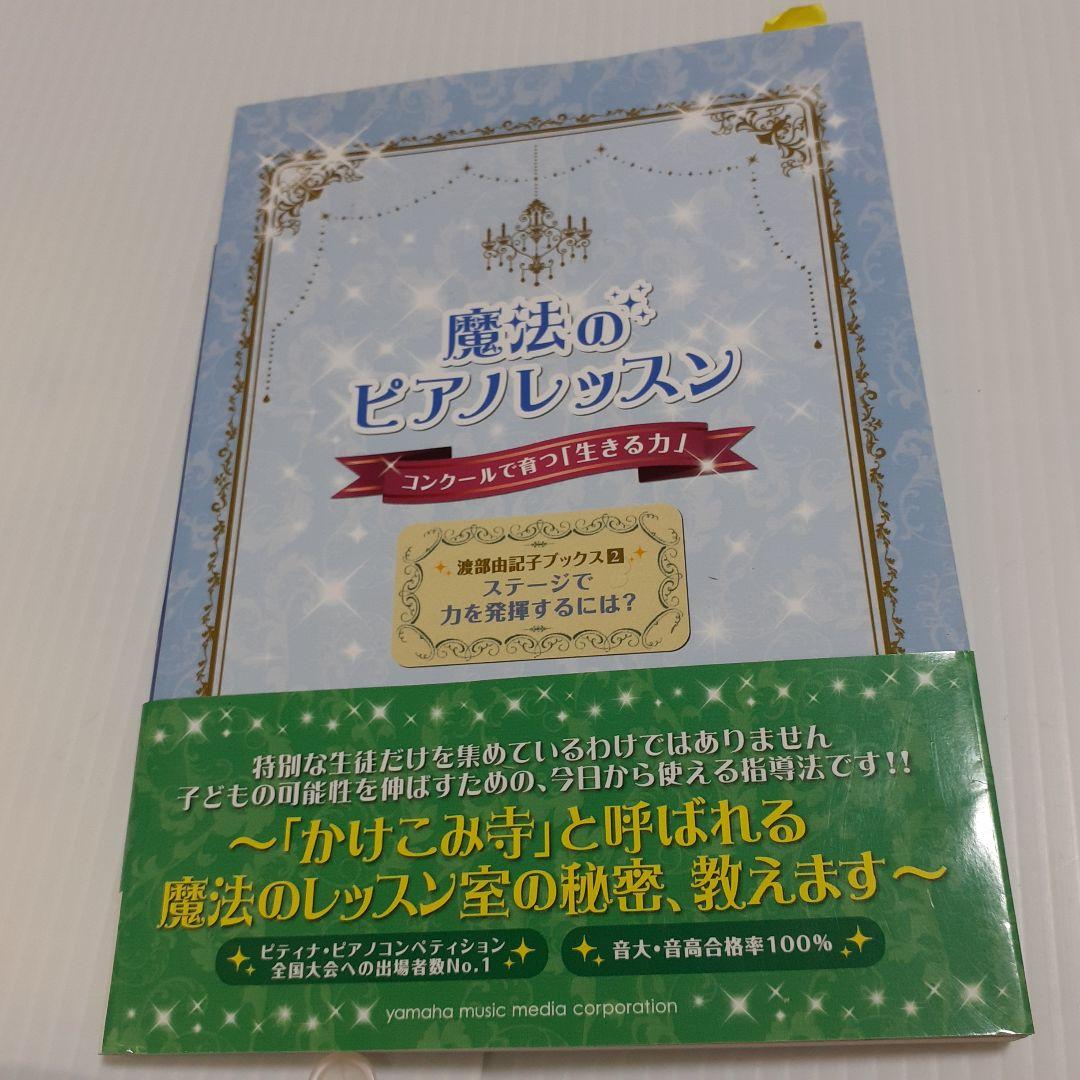 魔法の
ピアノレッスン
コンクールで育つ「生きる力」
渡部由記子ブックス2
ステージで
力を発揮するには?
特別な生徒だけを集めているわけではありません
子どもの可能性を伸ばすための、今日から使える指導法です!!
~「かけこみ寺」と呼ばれる
魔法のレッスン室の秘密、教えます~
ピティナ・ピアノコンペティション
全国大会への出場者数No.1
音大・音高合格率100%
yamaha music media corporation